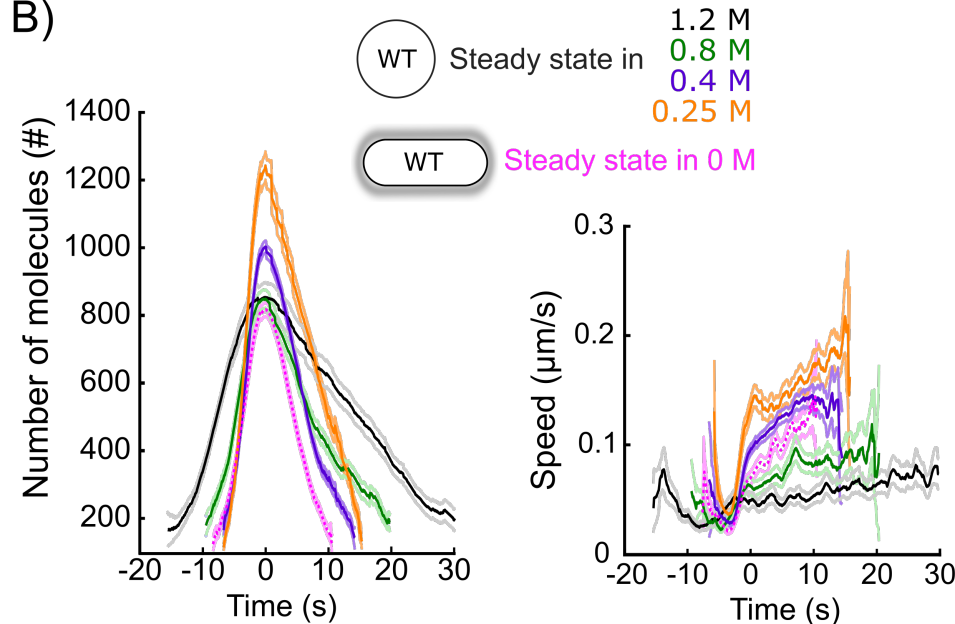 B)
WT
Steady state in
1.2 M
0.8 M
0.4 M
0.25 M
WT
Steady state in 0 M
Number of molecules (#)
1400
1200
1000
800
600
400
200
-20 -10 0 10 20 30
Time (s)
Speed (µm/s)
0.3
0.2
0.1
0
-20 -10 0 10 20 30
Time (s)